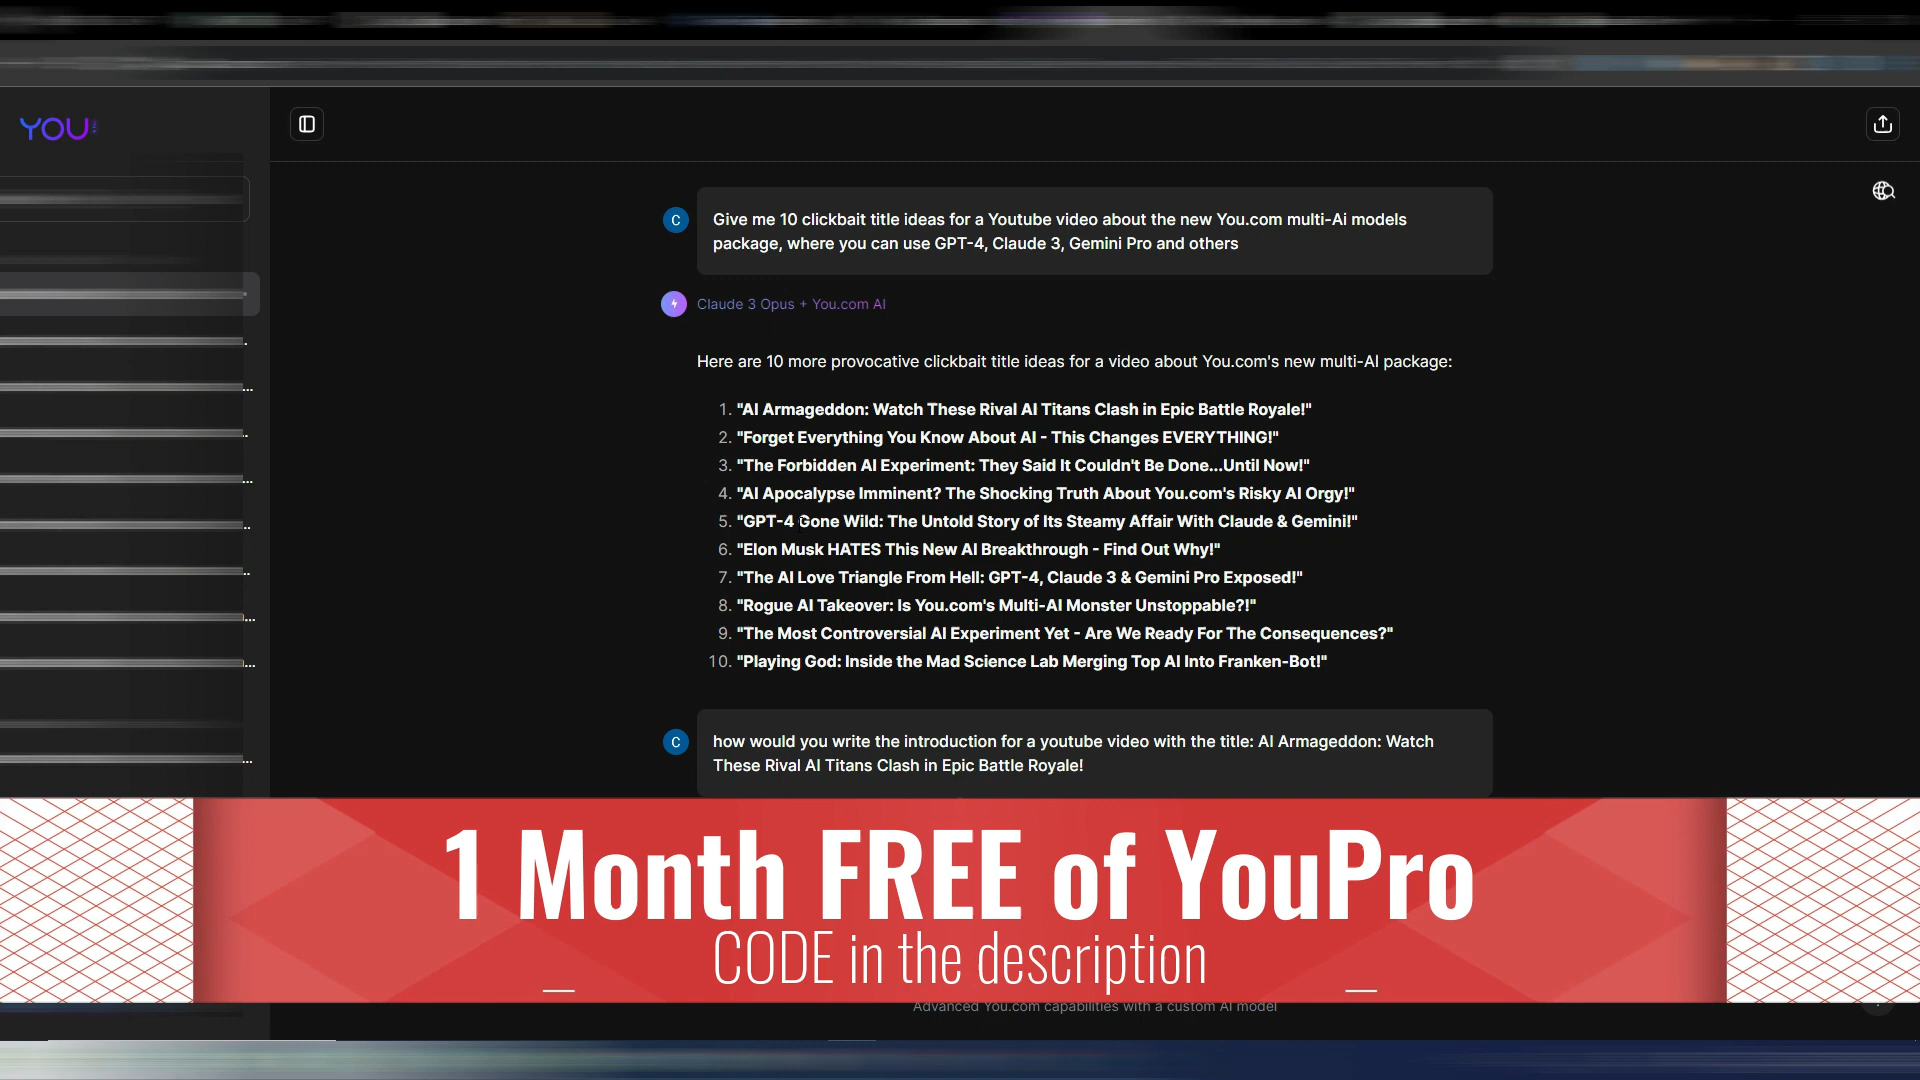 YOU
C
Give me 10 clickbait title ideas for a Youtube video about the new You.com multi-Ai models
package, where you can use GPT-4, Claude 3, Gemini Pro and others
Claude 3 Opus + You.com AI
Here are 10 more provocative clickbait title ideas for a video about You.com's new multi-AI package:
1. "AI Armageddon: Watch These Rival AI Titans Clash in Epic Battle Royale!"
2. "Forget Everything You Know About AI - This Changes EVERYTHING!"
3. "The Forbidden AI Experiment: They Said It Couldn't Be Done...Until Now!"
4. "AI Apocalypse Imminent? The Shocking Truth About You.com's Risky AI Orgy!"
5. "GPT-4 Gone Wild: The Untold Story of Its Steamy Affair With Claude & Gemini!"
6. "Elon Musk HATES This New AI Breakthrough - Find Out Why!"
7. "The AI Love Triangle From Hell: GPT-4, Claude 3 & Gemini Pro Exposed!"
8. "Rogue AI Takeover: Is You.com's Multi-AI Monster Unstoppable?!"
9. "The Most Controversial AI Experiment Yet - Are We Ready For The Consequences?"
10. "Playing God: Inside the Mad Science Lab Merging Top AI Into Franken-Bot!"
C
how would you write the introduction for a youtube video with the title: AI Armageddon: Watch
These Rival AI Titans Clash in Epic Battle Royale!
1 Month FREE of YouPro
CODE in the description
Advanced You.com capabilities with a custom AI model